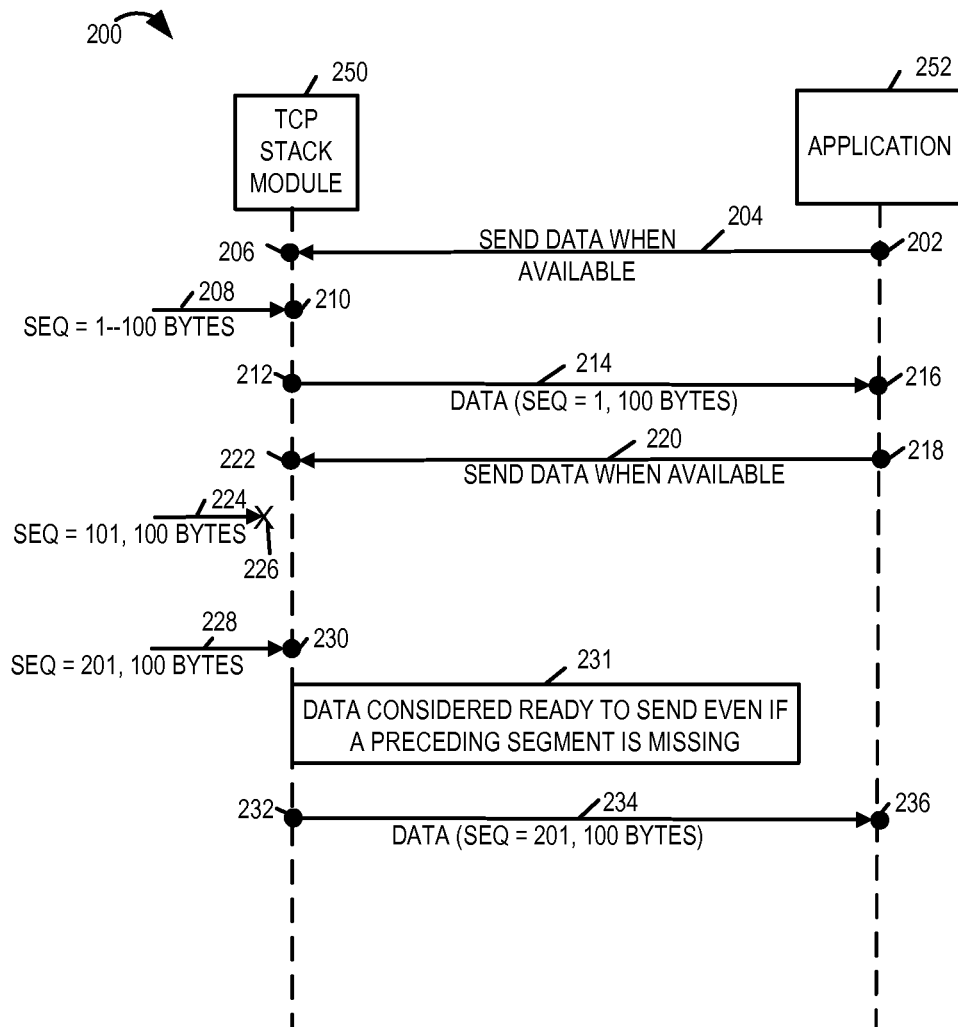 200
250
252
TCP
STACK
MODULE
APPLICATION
204
SEND DATA WHEN
AVAILABLE
206
202
208
210
SEQ = 1--100 BYTES
212
214
216
DATA (SEQ = 1, 100 BYTES)
222
220
218
SEND DATA WHEN AVAILABLE
224
X
SEQ = 101, 100 BYTES
226
228
230
SEQ = 201, 100 BYTES
231
DATA CONSIDERED READY TO SEND EVEN IF
A PRECEDING SEGMENT IS MISSING
232
234
236
DATA (SEQ = 201, 100 BYTES)